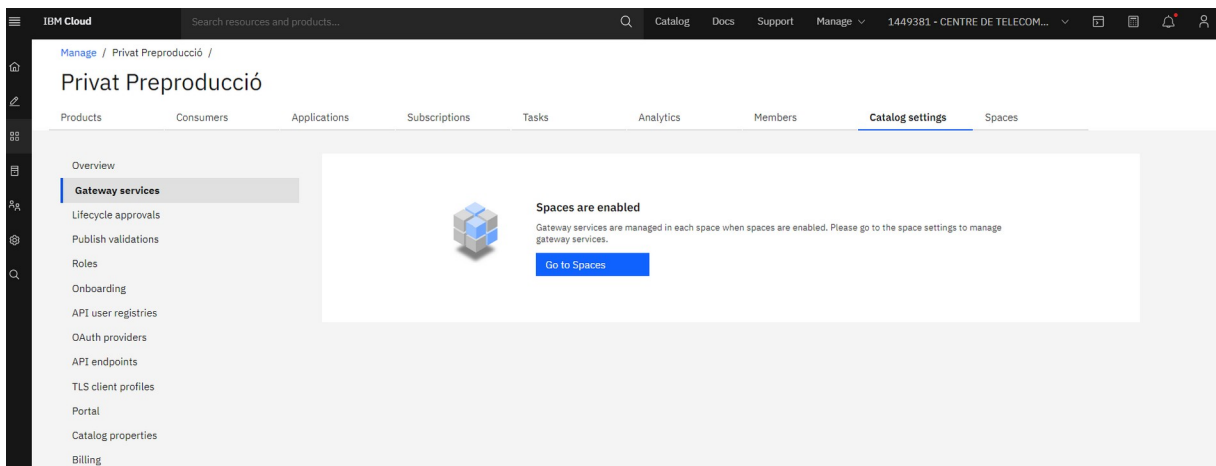 IBM Cloud
Search resources and products...
Catalog
Docs
Support
Manage
1449381 - CENTRE DE TELECOM...
Manage / Privat Preproducció /
Privat Preproducció
Products
Consumers
Applications
Subscriptions
Tasks
Analytics
Members
Catalog settings
Spaces
Overview
Gateway services
Lifecycle approvals
Publish validations
Roles
Onboarding
API user registries
OAuth providers
API endpoints
TLS client profiles
Portal
Catalog properties
Billing
Spaces are enabled
Gateway services are managed in each space when spaces are enabled. Please go to the space settings to manage
gateway services.
Go to Spaces